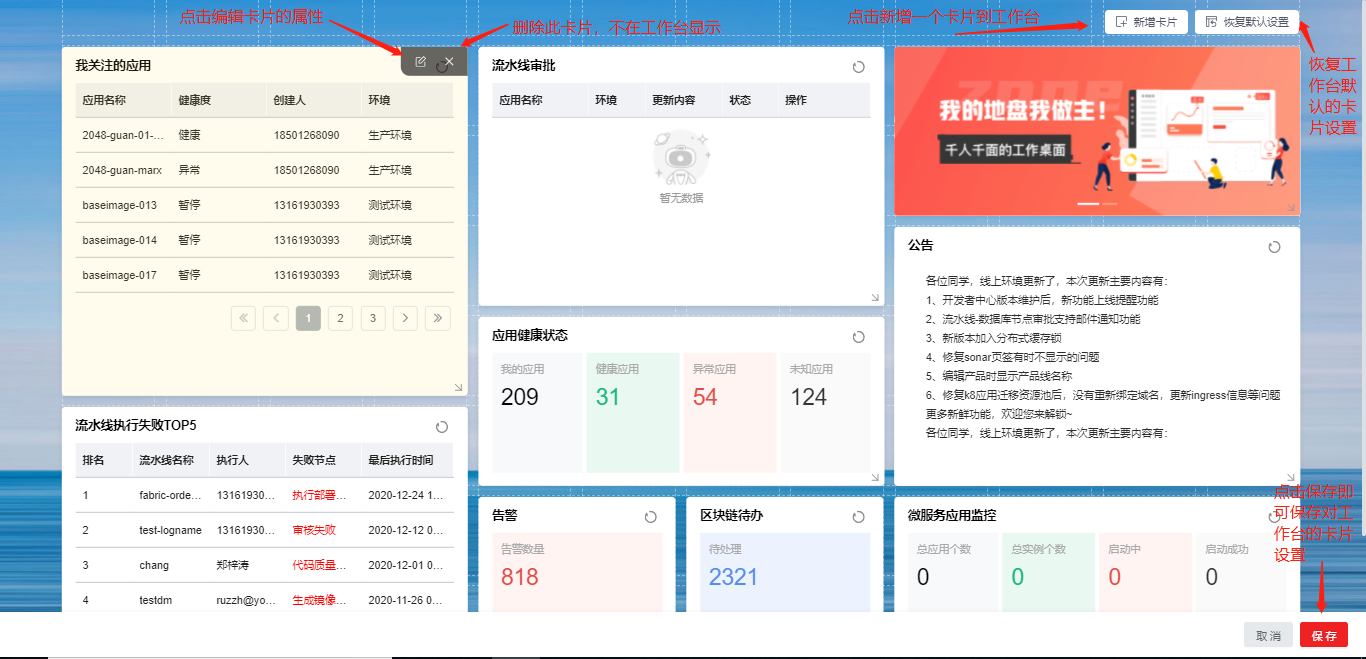 点击编辑卡片的属性
删除此卡片，不在工作台显示
点击新增一个卡片到工作台
新增卡片
恢复默认设置
恢复工
作台默
认的卡
片设置
我关注的应用
应用名称 健康度 创建人 环境
2048-guan-01-... 健康 18501268090 生产环境
2048-guan-marx 异常 18501268090 生产环境
baseimage-013 暂停 13161930393 测试环境
baseimage-014 暂停 13161930393 测试环境
baseimage-017 暂停 13161930393 测试环境
« < 1 2 3 > »
流水线审批
应用名称 环境 更新内容 状态 操作
暂无数据
我的地盘我做主!
千人千面的工作桌面
公告
各位同学，线上环境更新了，本次更新主要内容有:
1、开发者中心版本维护后，新功能上线提醒功能
2、流水线-数据库节点审批支持邮件通知功能
3、新版本加入分布式缓存锁
4、修复sonar页签有时不显示的问题
5、编辑产品时显示产品线名称
6、修复k8应用迁移资源池后，没有重新绑定域名，更新ingress信息等问题
更多新鲜功能，欢迎您来解锁~
各位同学，线上环境更新了，本次更新主要内容有:
应用健康状态
我的应用 健康应用 异常应用 未知应用
209 31 54 124
流水线执行失败TOP5
排名 流水线名称 执行人 失败节点 最后执行时间
1 fabric-orde... 13161930... 执行部署... 2020-12-24 1...
2 test-logname 13161930... 审核失败 2020-12-12 0...
3 chang 郑梓涛 代码质量... 2020-12-01 0...
4 testdm ruzzh@yo... 生成镜像... 2020-11-26 0...
告警
告警数量
818
区块链待办
待处理
2321
微服务应用监控
总应用个数 总实例个数 启动中 启动成功
0 0 0 0
点击保存即
可保存对工
作台的卡片
设置
取消
保存